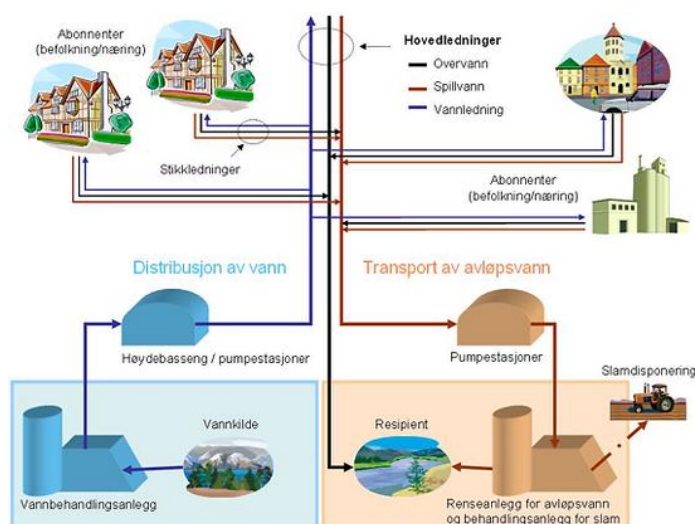 Abonnenter
(befolkning/næring)
Hovedledninger
Overvann
Spillvann
Vannledning
Stikkledninger
Abonnenter
(befolkning/næring)
Distribusjon av vann
Transport av avløpsvann
Høydebasseng / pumpestasjoner
Pumpestasjoner
Slamdisponering
Vannkilde
Resipient
Vannbehandlingsanlegg
Renseanlegg for avløpsvann
og behandlingsanlegg for slam